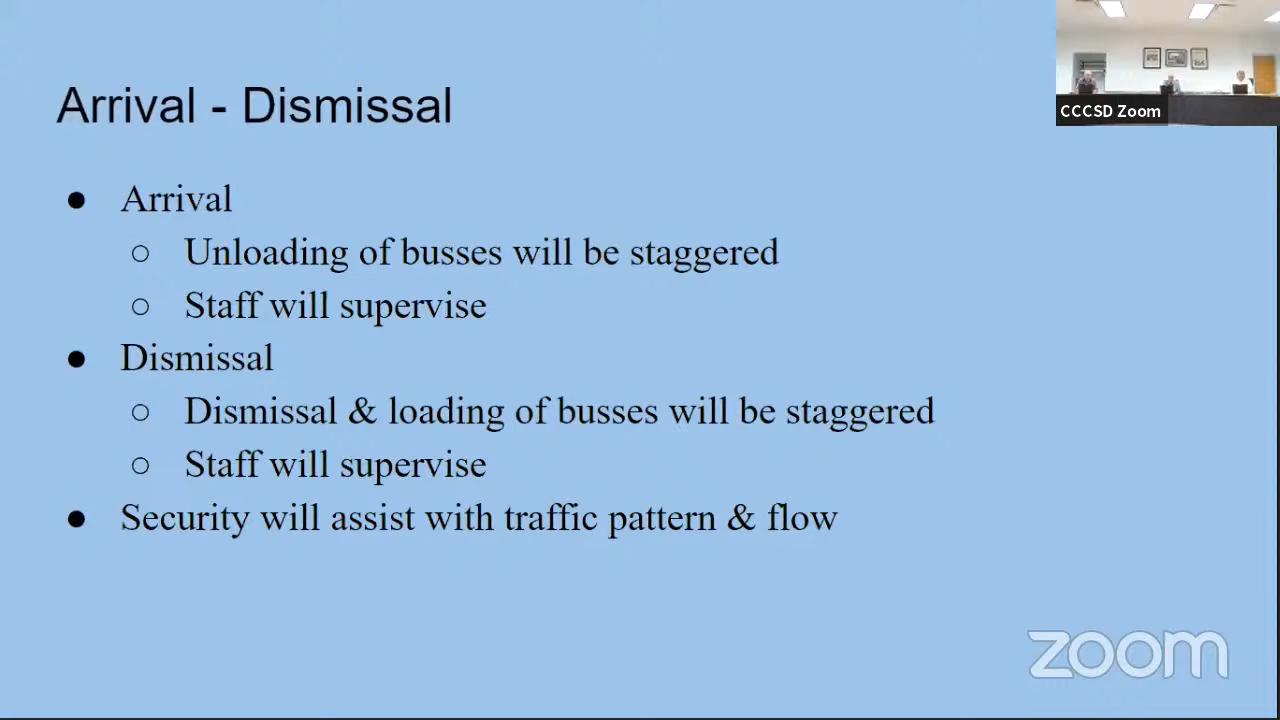 CCCSD Zoom
Arrival - Dismissal
● Arrival
○ Unloading of busses will be staggered
○ Staff will supervise
● Dismissal
○ Dismissal & loading of busses will be staggered
○ Staff will supervise
● Security will assist with traffic pattern & flow
zoom